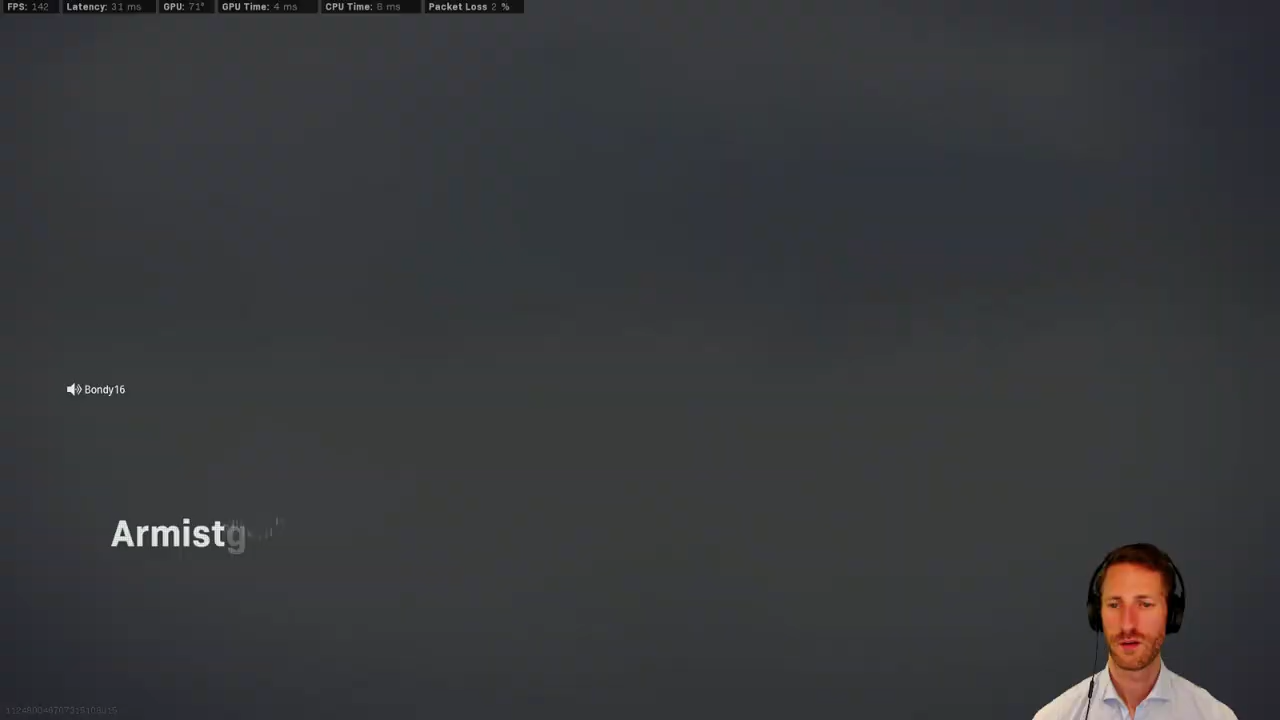 FPS: 142 Latency: 31 ms GPU: 71° GPU Time: 4 ms CPU Time: 6 ms Packet Loss 2 %
Bondy16
Armistg